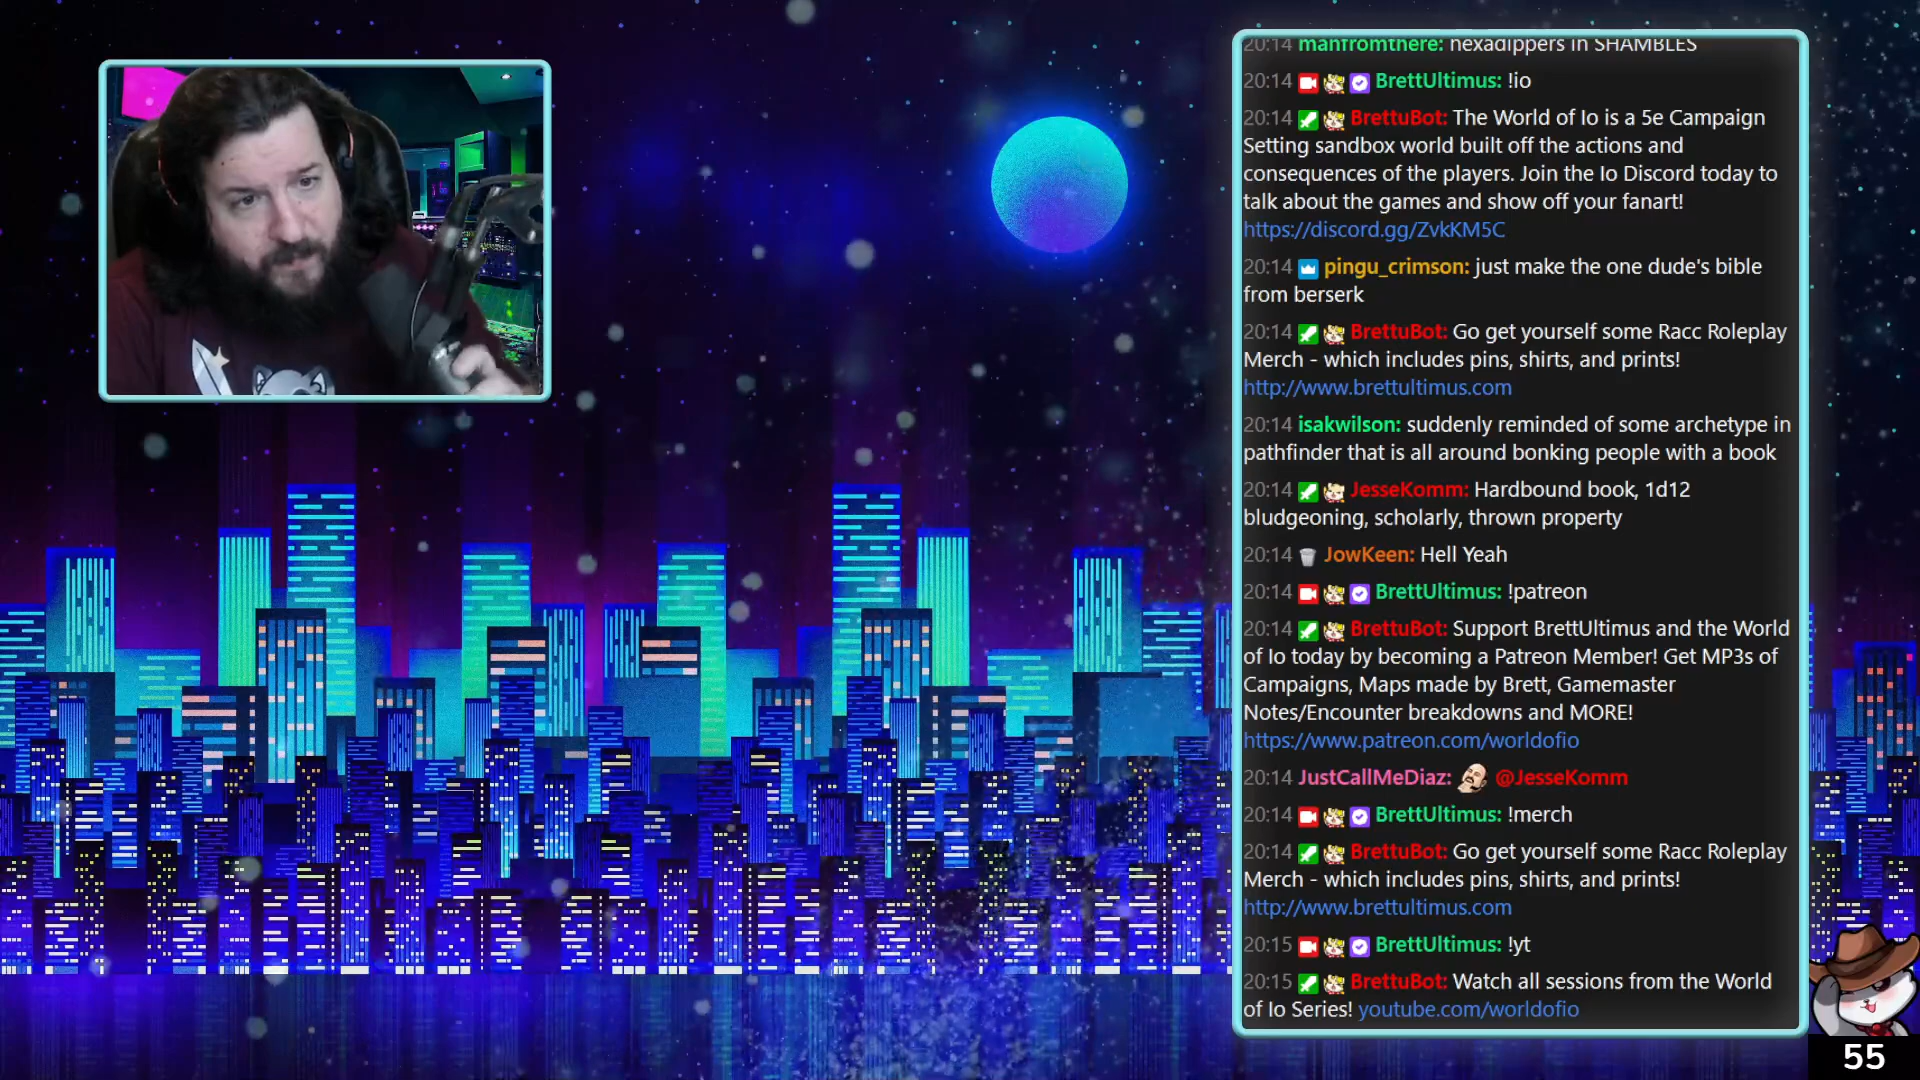 20:14 manfromthere: hexadippers in SHAMBLES
20:14 BrettUltimus: !io
20:14 BrettuBot: The World of Io is a 5e Campaign
Setting sandbox world built off the actions and
consequences of the players. Join the Io Discord today to
talk about the games and show off your fanart!
https://discord.gg/ZvkKM5C
20:14 pingu_crimson: just make the one dude's bible
from berserk
20:14 BrettuBot: Go get yourself some Racc Roleplay
Merch - which includes pins, shirts, and prints!
http://www.brettultimus.com
20:14 isakwilson: suddenly reminded of some archetype in
pathfinder that is all around bonking people with a book
20:14 JesseKomm: Hardbound book, 1d12
bludgeoning, scholarly, thrown property
20:14 JowKeen: Hell Yeah
20:14 BrettUltimus: !patreon
20:14 BrettuBot: Support BrettUltimus and the World
of Io today by becoming a Patreon Member! Get MP3s of
Campaigns, Maps made by Brett, Gamemaster
Notes/Encounter breakdowns and MORE!
https://www.patreon.com/worldofio
20:14 JustCallMeDiaz: @JesseKomm
20:14 BrettUltimus: !merch
20:14 BrettuBot: Go get yourself some Racc Roleplay
Merch - which includes pins, shirts, and prints!
http://www.brettultimus.com
20:15 BrettUltimus: !yt
20:15 BrettuBot: Watch all sessions from the World
of Io Series! youtube.com/worldofio
55